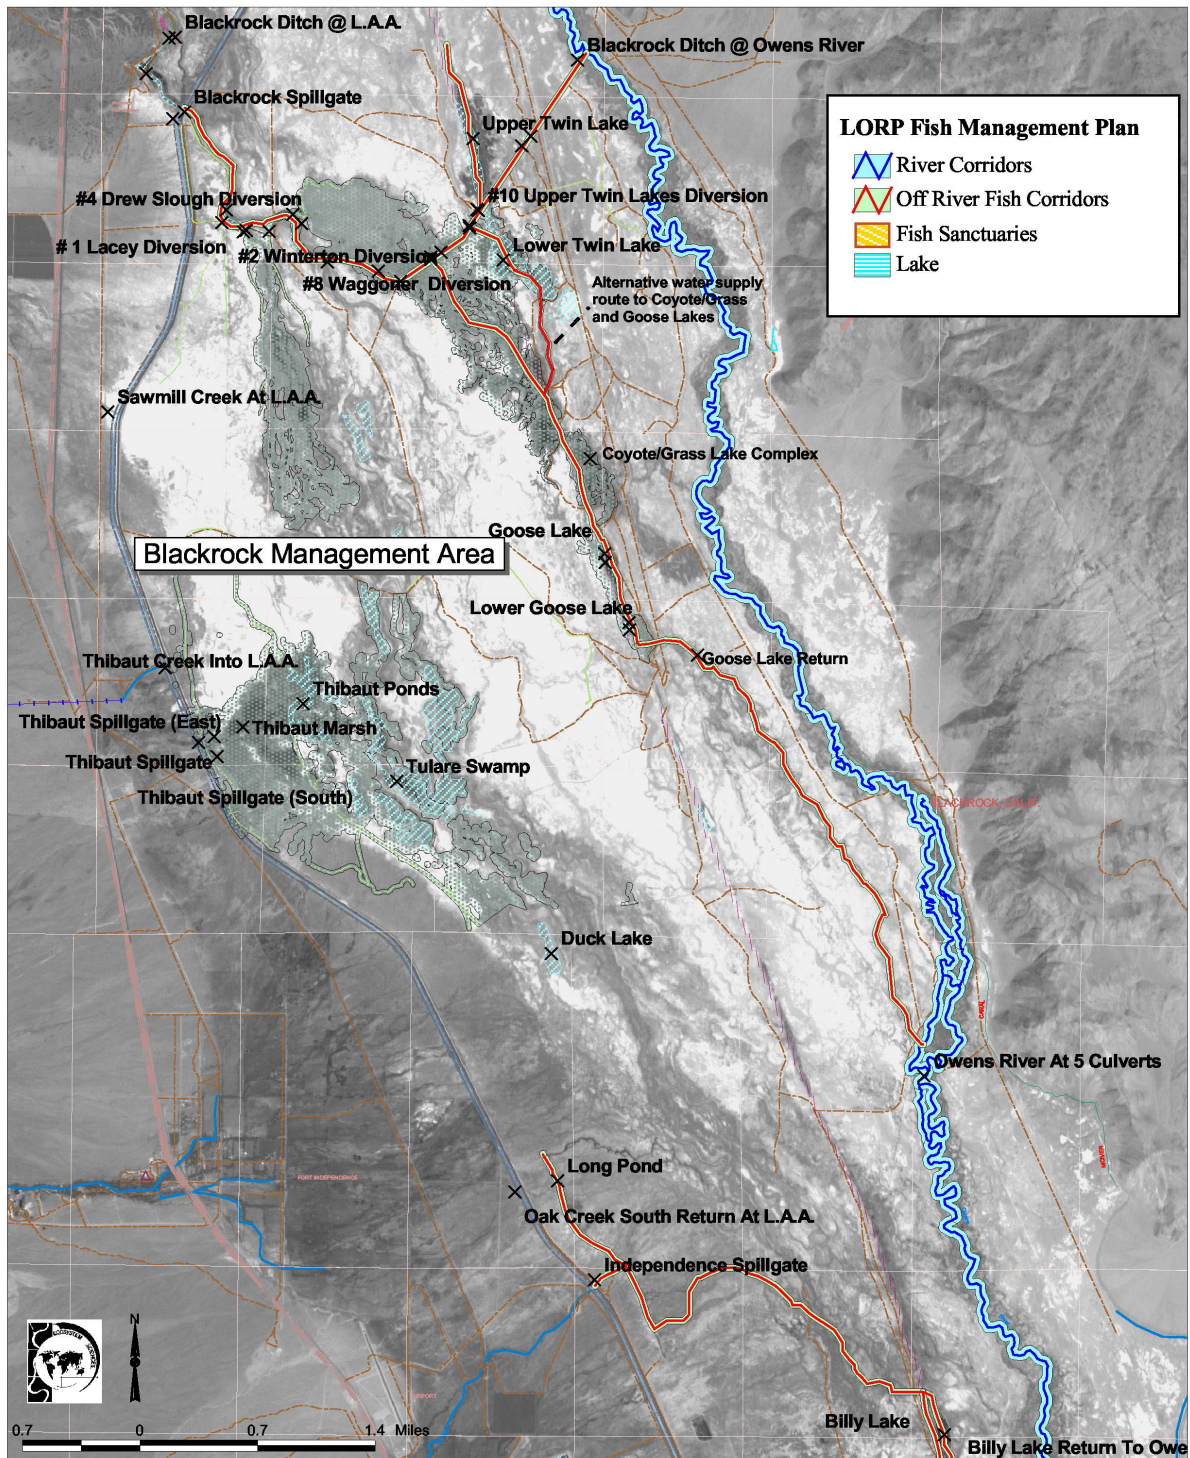 Blackrock Ditch @ L.A.A.
Blackrock Ditch @ Owens River
Blackrock Spillgate
Upper Twin Lake
LORP Fish Management Plan
River Corridors
Off River Fish Corridors
Fish Sanctuaries
Lake
#4 Drew Slough Diversion
#10 Upper Twin Lakes Diversion
# 1 Lacey Diversion
#2 Winterton Diversion
Lower Twin Lake
#8 Waggoner Diversion
Alternative water supply
route to Coyote/Grass
and Goose Lakes
Sawmill Creek At L.A.A.
Coyote/Grass Lake Complex
Goose Lake
Blackrock Management Area
Lower Goose Lake
Goose Lake Return
Thibaut Creek Into L.A.A.
Thibaut Ponds
Thibaut Spillgate (East)
Thibaut Marsh
Thibaut Spillgate
Tulare Swamp
Thibaut Spillgate (South)
BLACKROCK, CALIF.
Duck Lake
CANAL
Owens River At 5 Culverts
Long Pond
FORT INDEPENDENCE
Oak Creek South Return At L.A.A.
Independence Spillgate
N
ECOSYSTEM
Billy Lake
0.7 0 0.7 1.4 Miles
Billy Lake Return To Owe